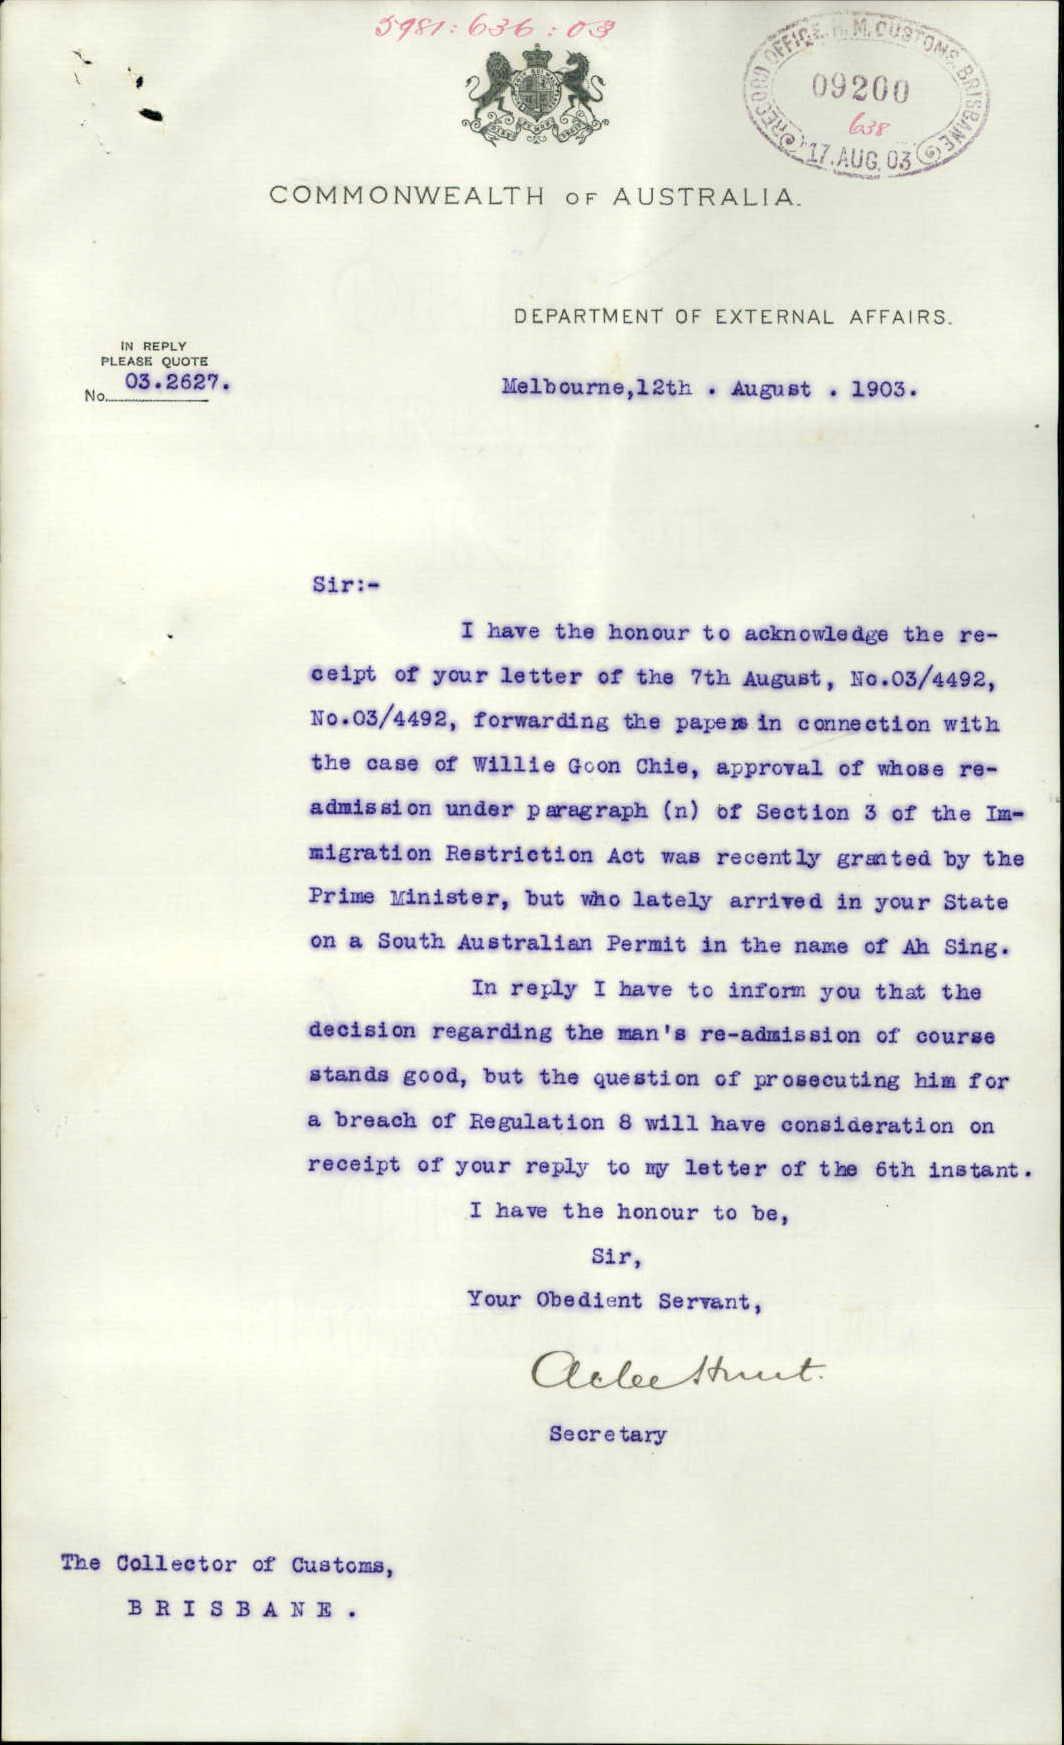 5981:636:03
RECORD OFFICE. H. M. CUSTOMS. BRISBANE
09200
638
17. AUG. 03
COMMONWEALTH OF AUSTRALIA.
DEPARTMENT OF EXTERNAL AFFAIRS.
IN REPLY
PLEASE QUOTE
No. 03.2627.
Melbourne,12th . August . 1903.
Sir:-
I have the honour to acknowledge the re-
ceipt of your letter of the 7th August, No.03/4492,
No.03/4492, forwarding the papers in connection with
the case of Willie Goon Chie, approval of whose re-
admission under paragraph (n) of Section 3 of the Im-
migration Restriction Act was recently granted by the
Prime Minister, but who lately arrived in your State
on a South Australian Permit in the name of Ah Sing.
In reply I have to inform you that the
decision regarding the man's re-admission of course
stands good, but the question of prosecuting him for
a breach of Regulation 8 will have consideration on
receipt of your reply to my letter of the 6th instant.
I have the honour to be,
Sir,
Your Obedient Servant,
Atlee Hunt.
Secretary
The Collector of Customs,
BRISBANE.